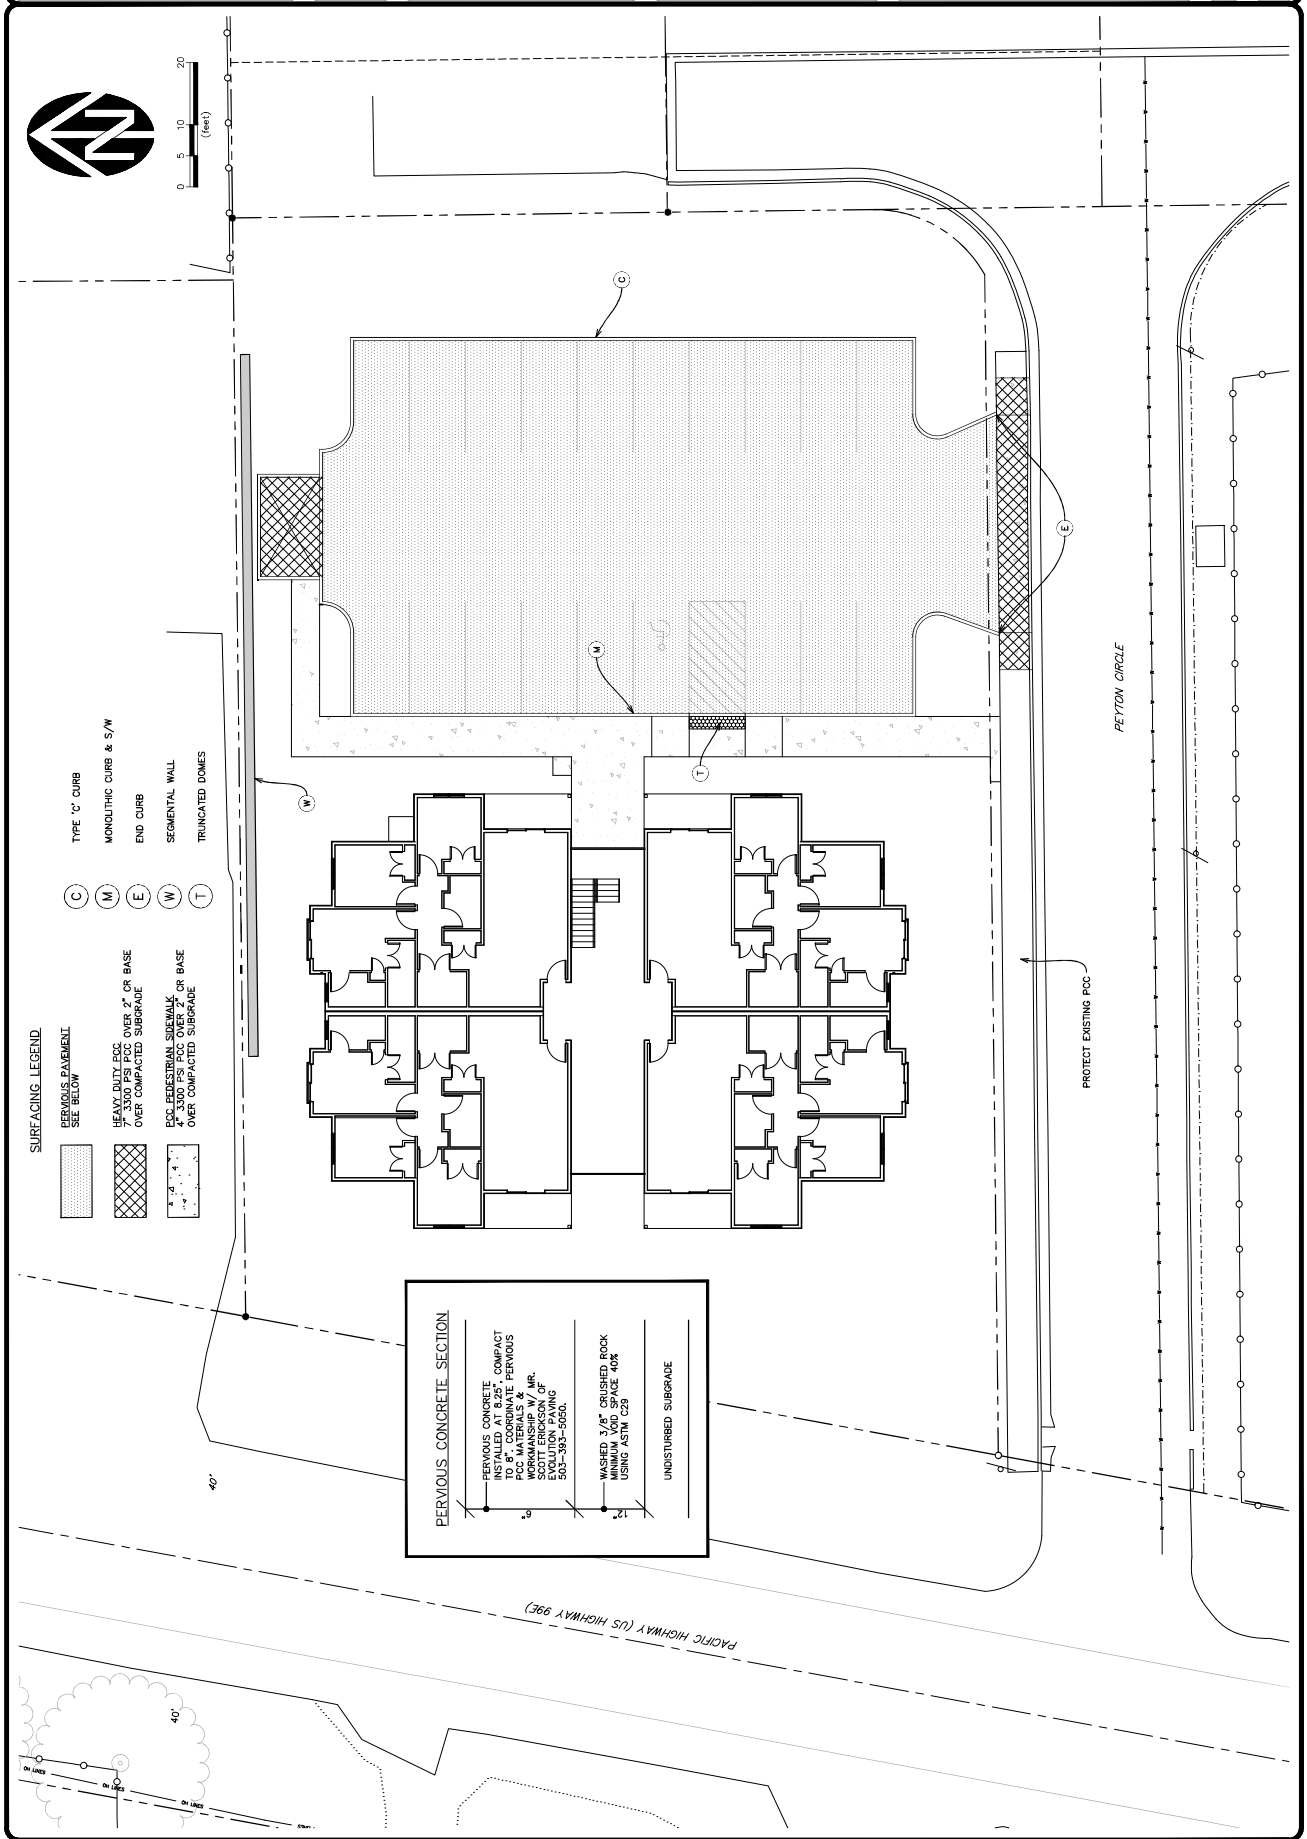 N
0 5 10 20
(feet)
SURFACING LEGEND
PERVIOUS PAVEMENT
SEE BELOW
HEAVY DUTY PCC
7" 3300 PSI PCC OVER 2" CR BASE
OVER COMPACTED SUBGRADE
PCC PEDESTRIAN SIDEWALK
4" 3300 PSI PCC OVER 2" CR BASE
OVER COMPACTED SUBGRADE
C TYPE 'C' CURB
M MONOLITHIC CURB & S/W
E END CURB
W SEGMENTAL WALL
T TRUNCATED DOMES
C
E
M
T
W
PEYTON CIRCLE
PROTECT EXISTING PCC
PERVIOUS CONCRETE SECTION
PERVIOUS CONCRETE
INSTALLED AT 8.25", COMPACT
TO 8". COORDINATE PERVIOUS
PCC MATERIALS &
WORKMANSHIP W/ MR.
SCOTT ERICKSON OF
EVOLUTION PAVING
503-393-5050.
6"
WASHED 3/8" CRUSHED ROCK
MINIMUM VOID SPACE 40%
USING ASTM C29
12"
UNDISTURBED SUBGRADE
40'
PACIFIC HIGHWAY (US HIGHWAY 99E)
40'
OH LINES
OH LINES
OH LINES